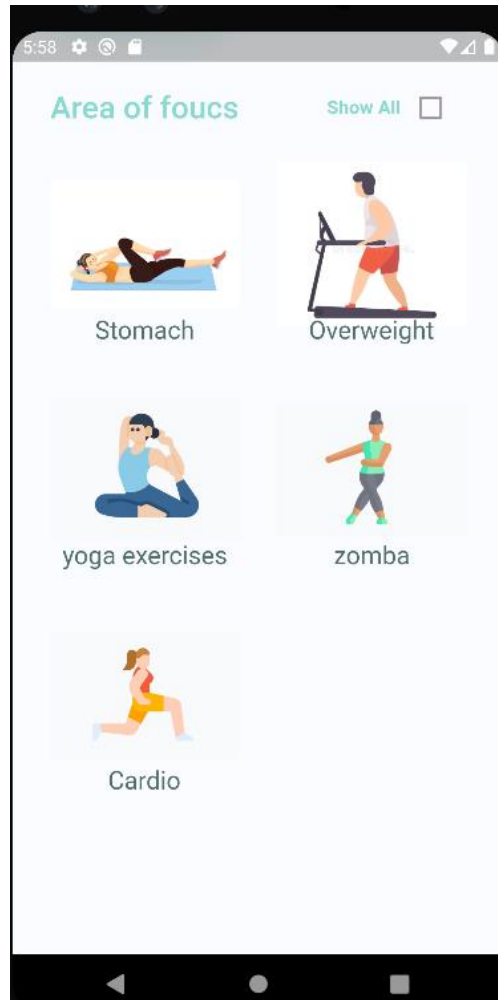 5:58
Area of foucs
Show All
Stomach
Overweight
yoga exercises
zomba
Cardio